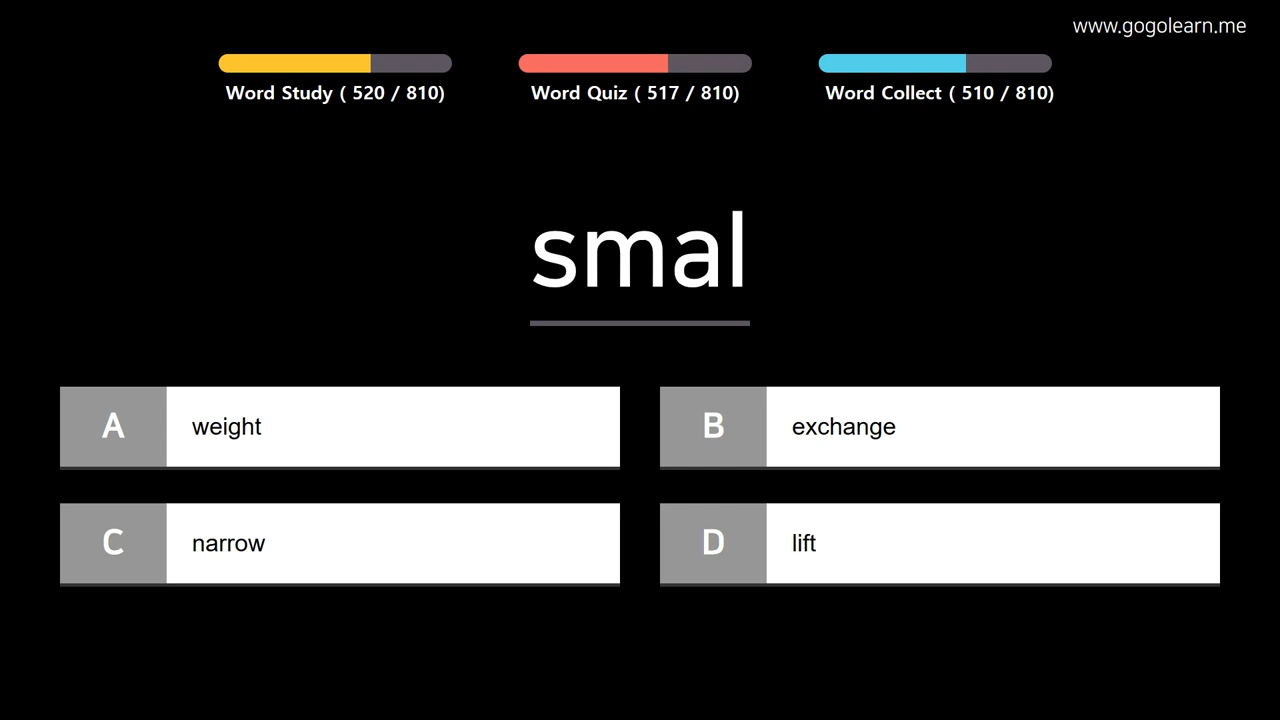 www.gogolearn.me
Word Study ( 520 / 810)
Word Quiz ( 517 / 810)
Word Collect ( 510 / 810)
smal
A weight
B exchange
C narrow
D lift